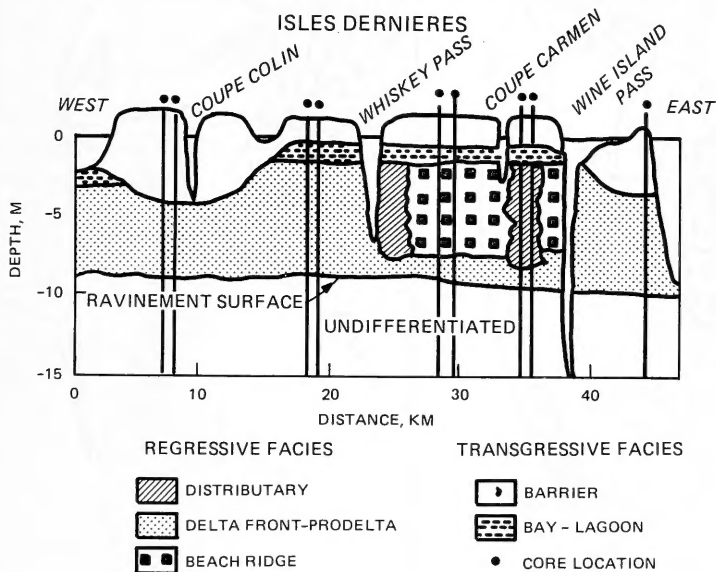 ISLES DERNIERES
WEST
COUPE COLIN
WHISKEY PASS
COUPE CARMEN
WINE ISLAND
PASS
EAST
0
-5
-10
-15
DEPTH, M
RAVINEMENT SURFACE
UNDIFFERENTIATED
0
10
20
30
40
DISTANCE, KM
REGRESSIVE FACIES
TRANSGRESSIVE FACIES
DISTRIBUTARY
BARRIER
DELTA FRONT-PRODELTA
BAY - LAGOON
BEACH RIDGE
CORE LOCATION